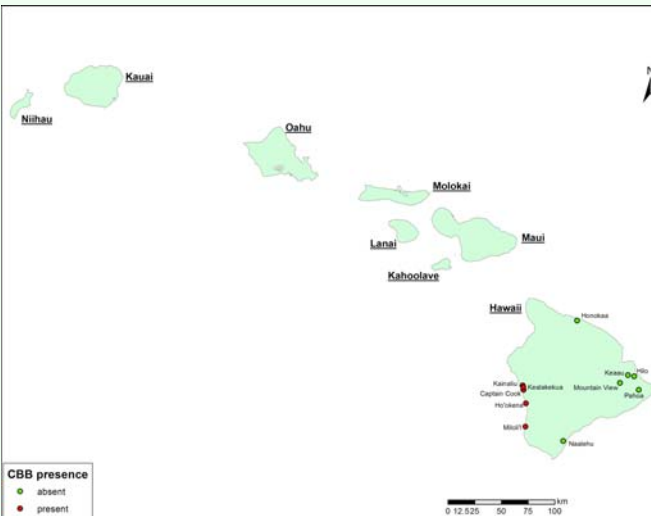 N
Kauai
Niihau
Oahu
Molokai
Lanai
Maui
Kahoolave
Hawaii
Honokaa
Keaau
Hilo
Mountain View
Pahoa
Kainaliu
Kealakekua
Captain Cook
Ho'okena
Miloli'i
Naalehu
CBB presence
absent
present
km
0 12.525 50 75 100